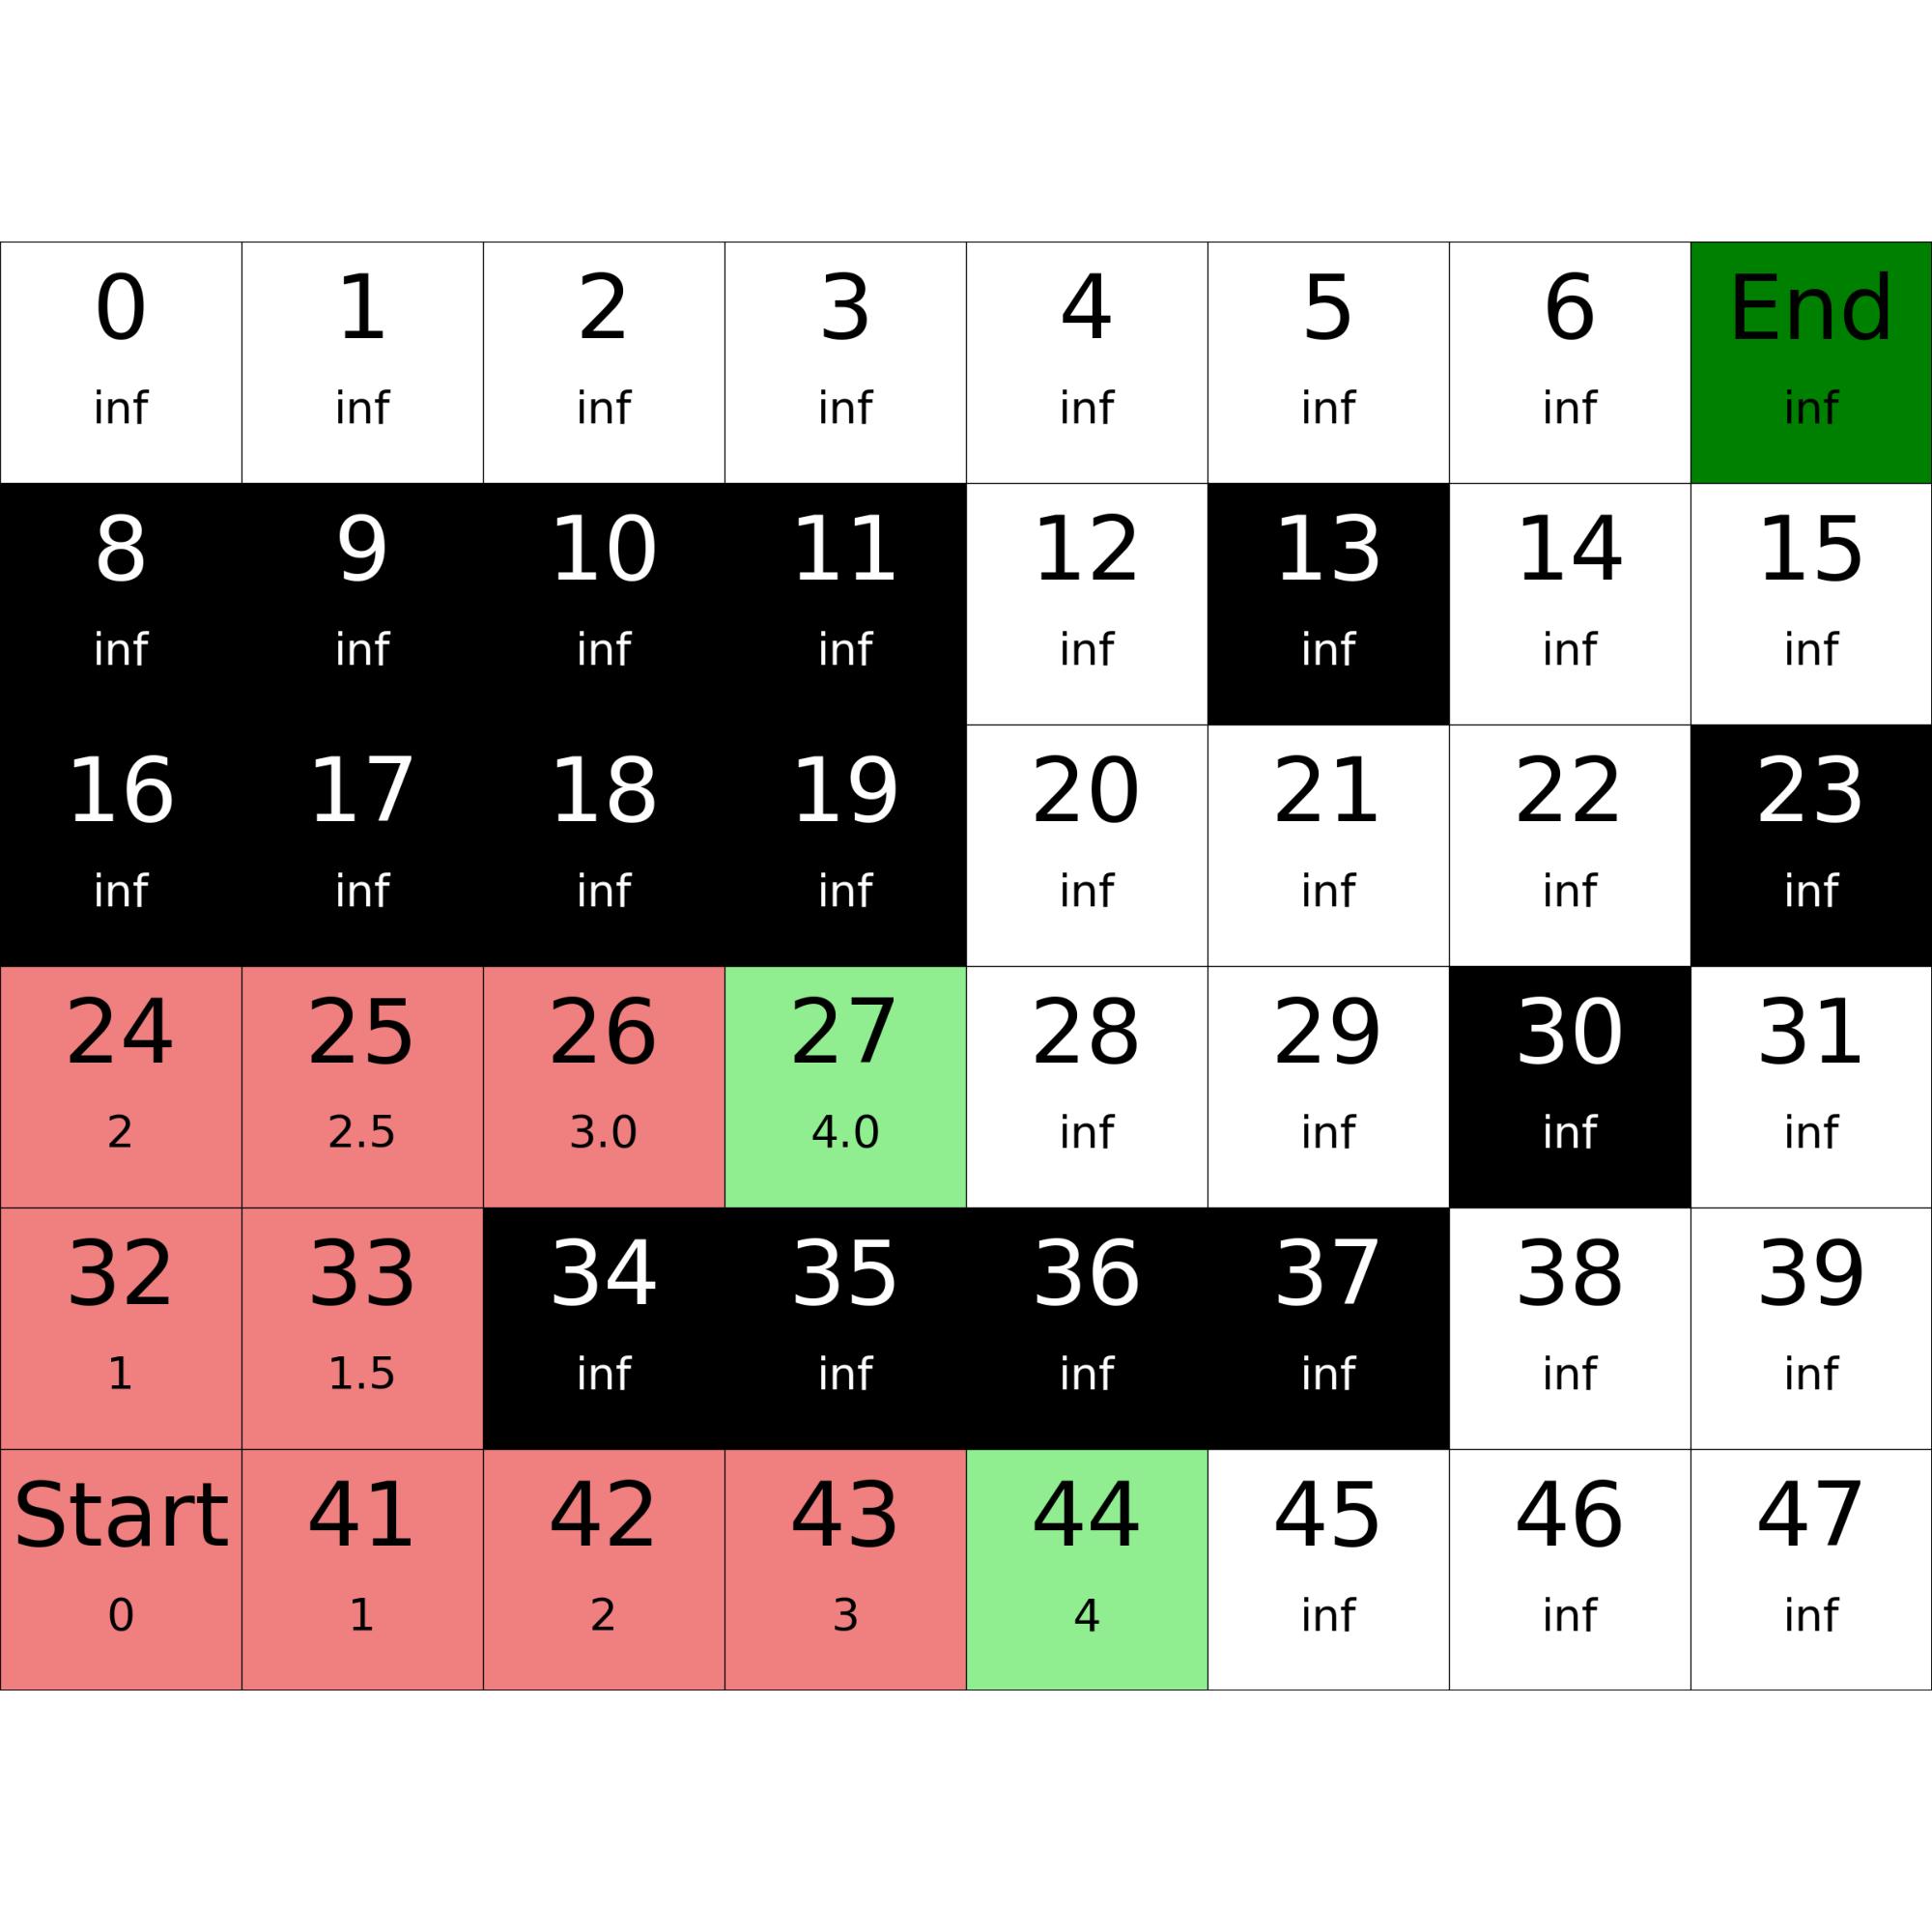 0 1 2 3 4 5 6 End
inf inf inf inf inf inf inf inf
8 9 10 11 12 13 14 15
inf inf inf inf inf inf inf inf
16 17 18 19 20 21 22 23
inf inf inf inf inf inf inf inf
24 25 26 27 28 29 30 31
2 2.5 3.0 4.0 inf inf inf inf
32 33 34 35 36 37 38 39
1 1.5 inf inf inf inf inf inf
Start 41 42 43 44 45 46 47
0 1 2 3 4 inf inf inf